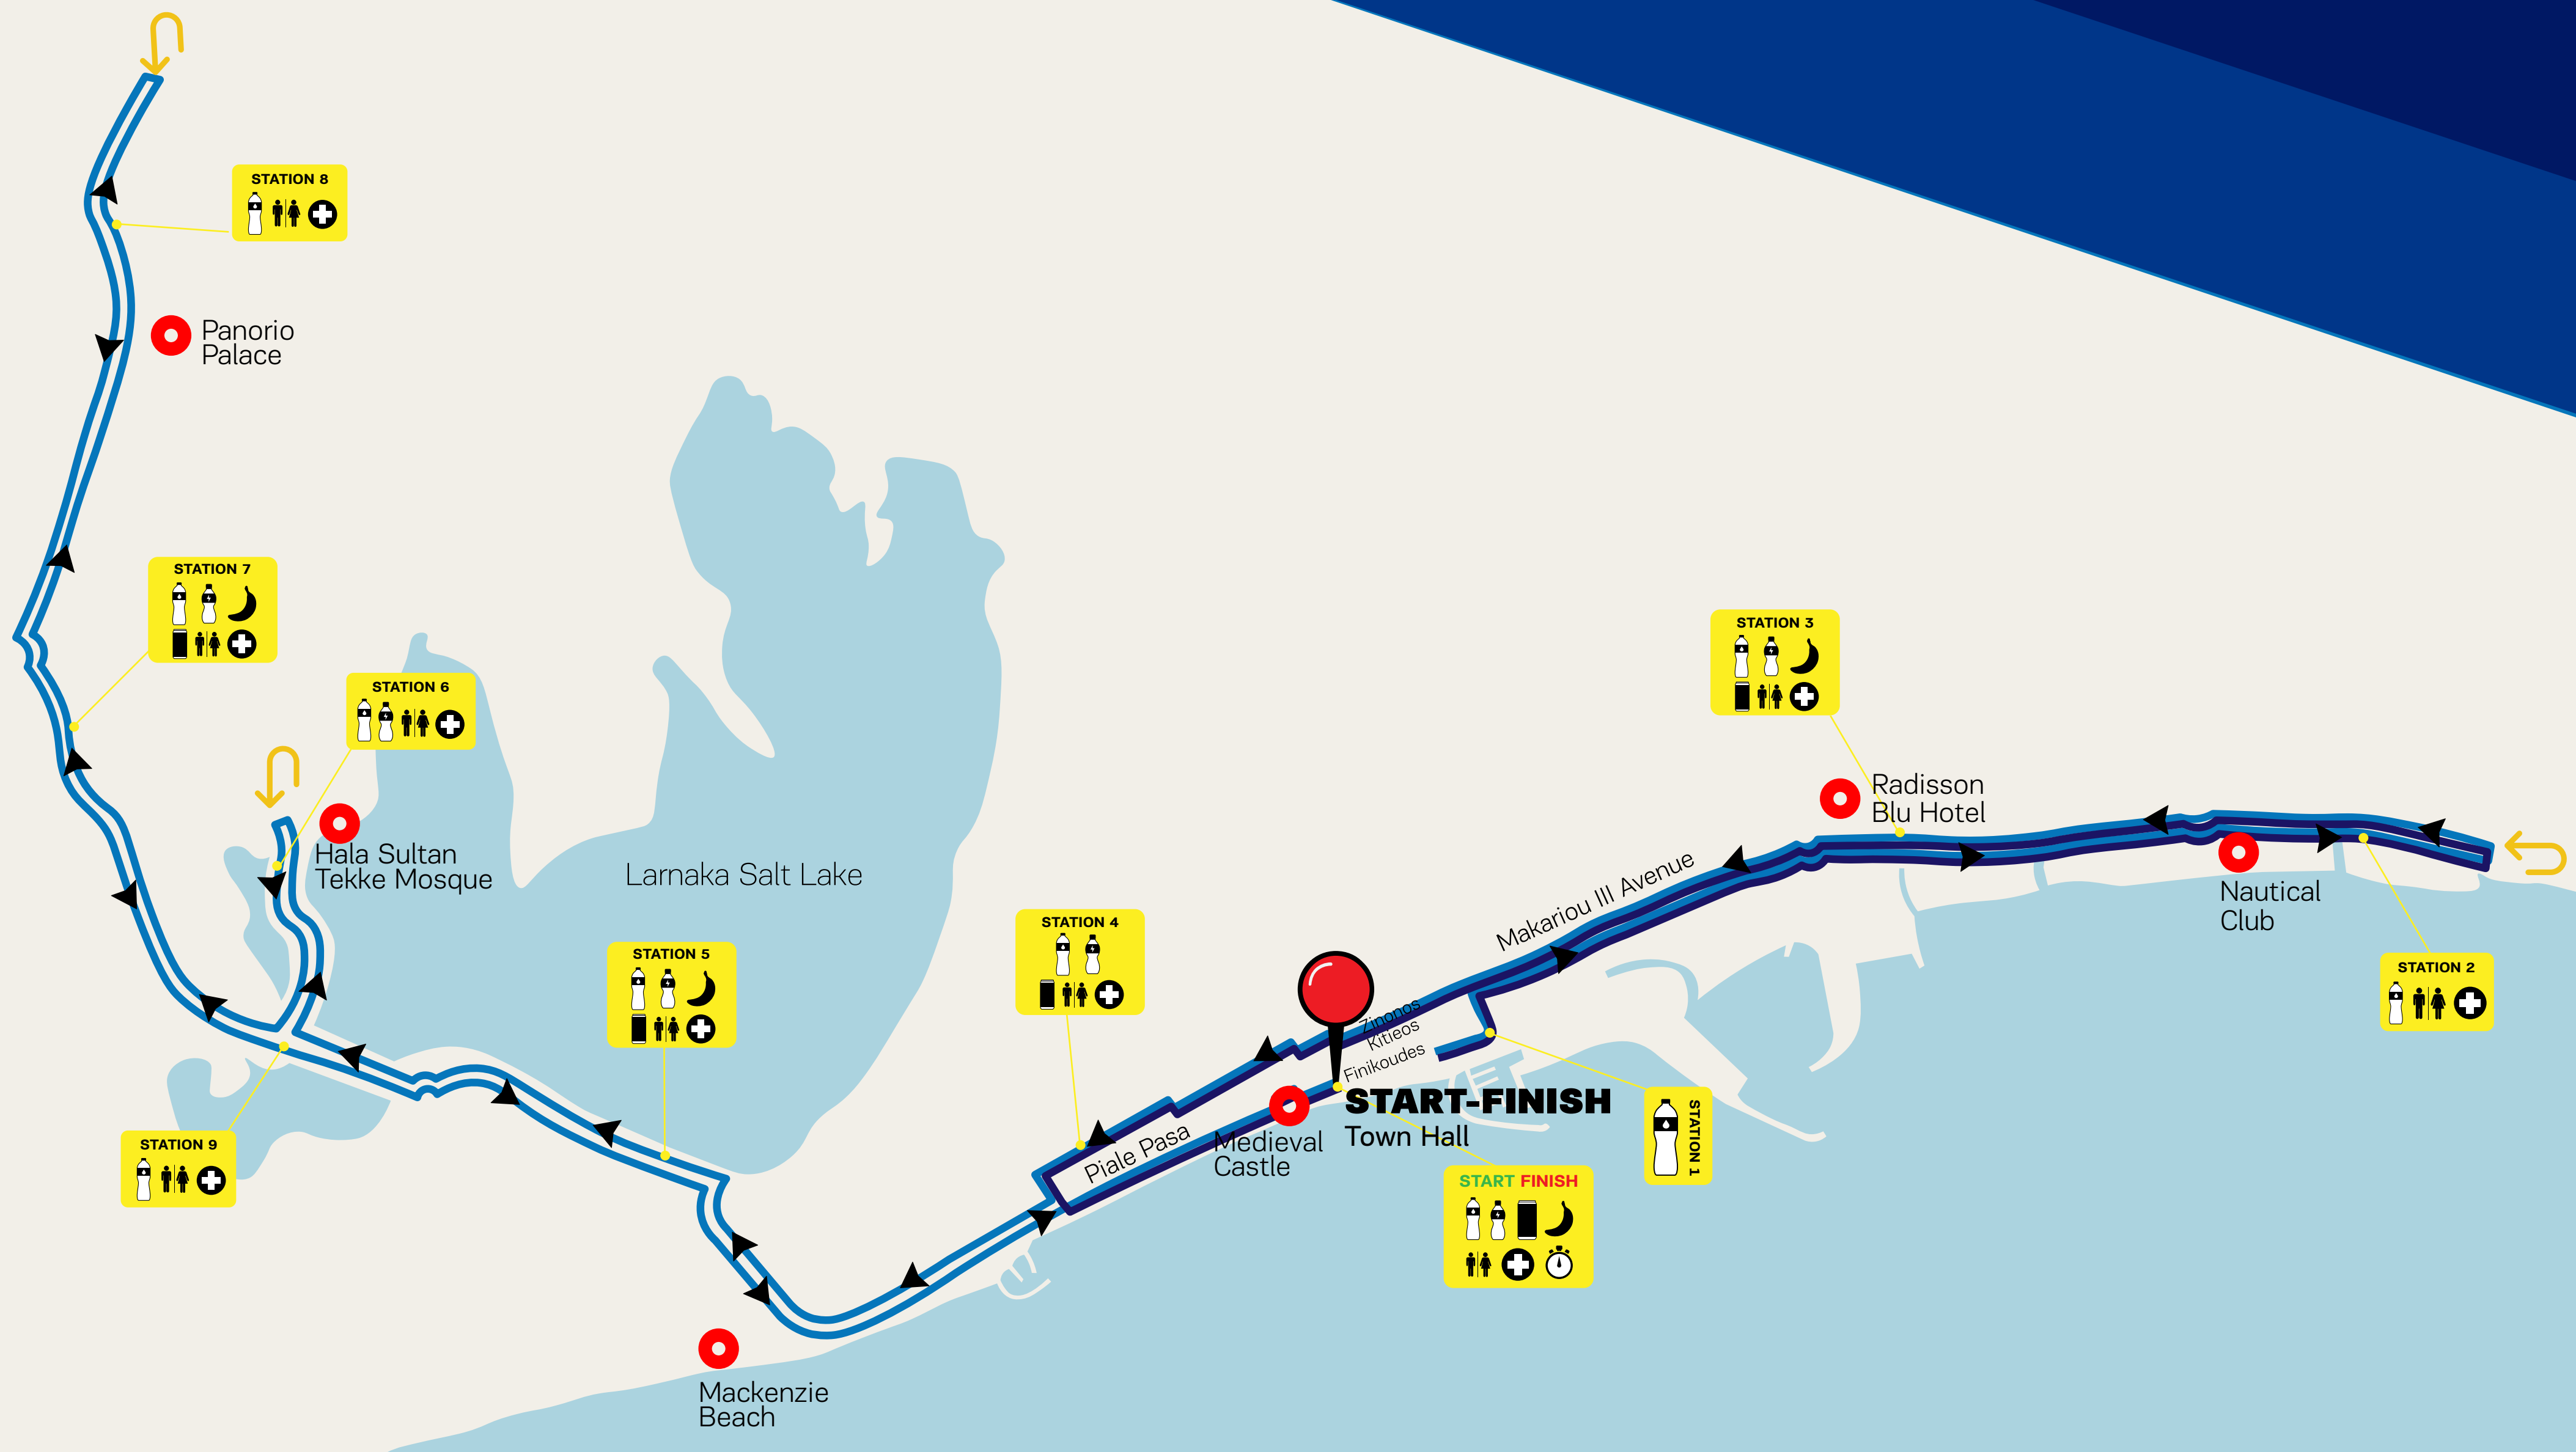 STATION 8
Panorio
Palace
STATION 7
STATION 6
STATION 3
Radisson
Blu Hotel
Hala Sultan
Tekke Mosque
Larnaka Salt Lake
Makariou III Avenue
Nautical
Club
STATION 4
STATION 5
STATION 2
Zinonos
Kitieos
Finikoudes
START-FINISH
Town Hall
STATION 1
Piale Pasa
Medieval
Castle
STATION 9
START FINISH
Mackenzie
Beach